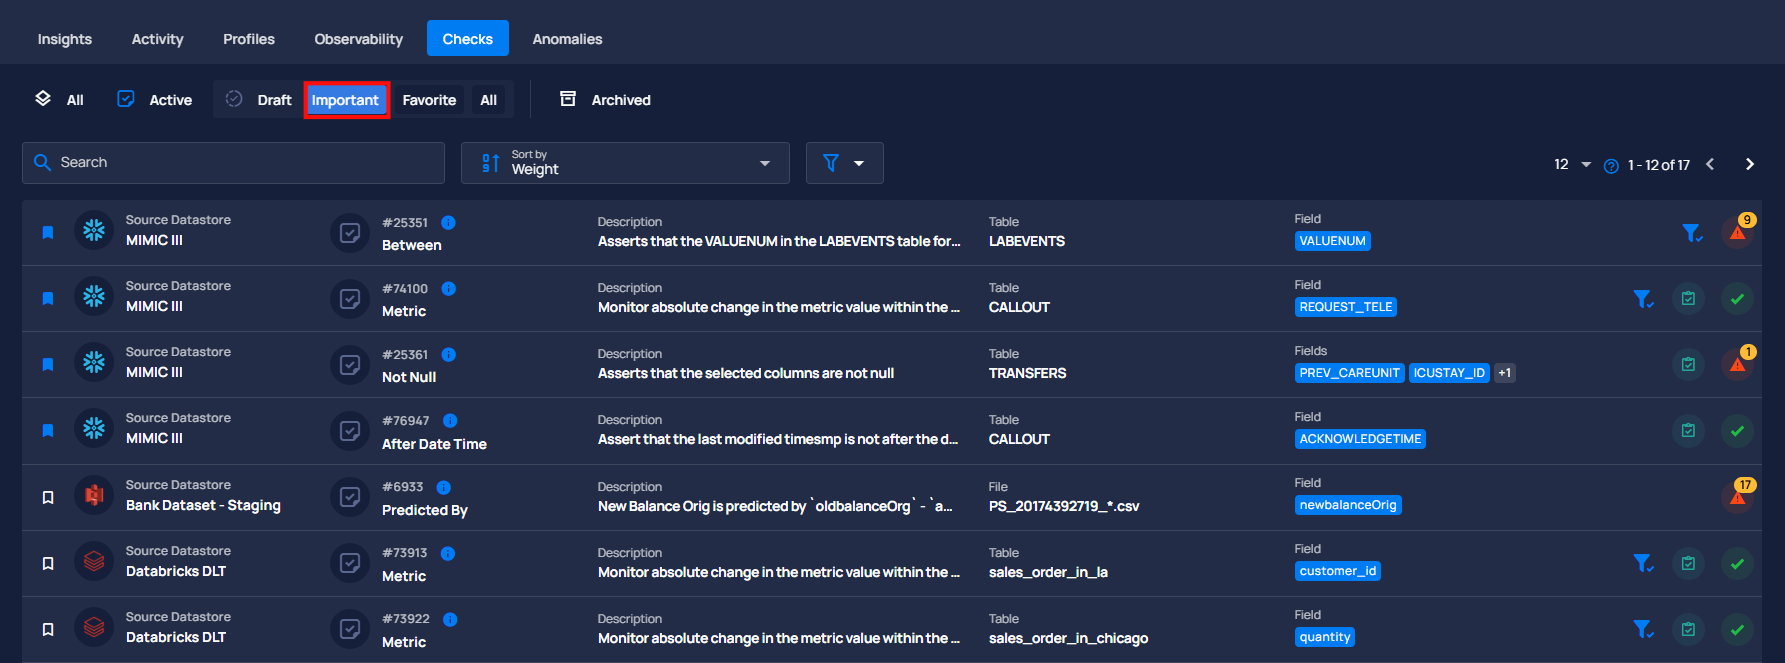 Insights Activity Profiles Observability Checks Anomalies
All Active Draft Important Favorite All Archived
Search
Sort by
Weight
12 1 - 12 of 17
Source Datastore
MIMIC III
#25351
Between
Description
Asserts that the VALUENUM in the LABEVENTS table for...
Table
LABEVENTS
Field
VALUENUM
9
Source Datastore
MIMIC III
#74100
Metric
Description
Monitor absolute change in the metric value within the ...
Table
CALLOUT
Field
REQUEST_TELE
Source Datastore
MIMIC III
#25361
Not Null
Description
Asserts that the selected columns are not null
Table
TRANSFERS
Fields
PREV_CAREUNIT ICUSTAY_ID +1
1
Source Datastore
MIMIC III
#76947
After Date Time
Description
Assert that the last modified timesmp is not after the d...
Table
CALLOUT
Field
ACKNOWLEDGETIME
Source Datastore
Bank Dataset - Staging
#6933
Predicted By
Description
New Balance Orig is predicted by `oldbalanceOrg` - `a...
File
PS_20174392719_*.csv
Field
newbalanceOrig
17
Source Datastore
Databricks DLT
#73913
Metric
Description
Monitor absolute change in the metric value within the ...
Table
sales_order_in_la
Field
customer_id
Source Datastore
Databricks DLT
#73922
Metric
Description
Monitor absolute change in the metric value within the ...
Table
sales_order_in_chicago
Field
quantity